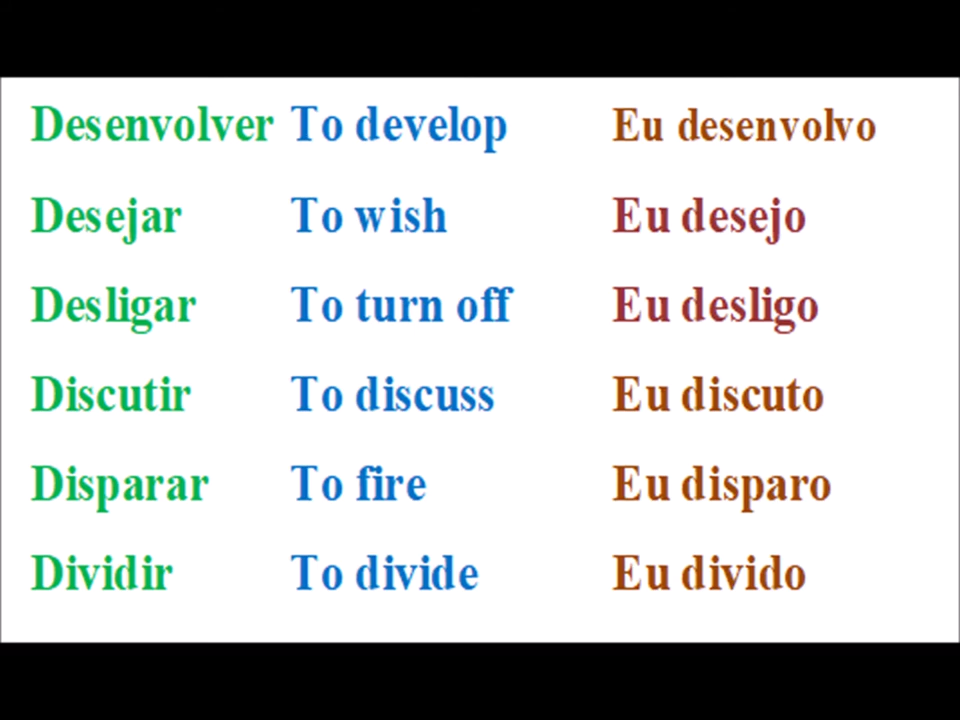 Desenvolver To develop Eu desenvolvo
Desejar To wish Eu desejo
Desligar To turn off Eu desligo
Discutir To discuss Eu discuto
Disparar To fire Eu disparo
Dividir To divide Eu divido